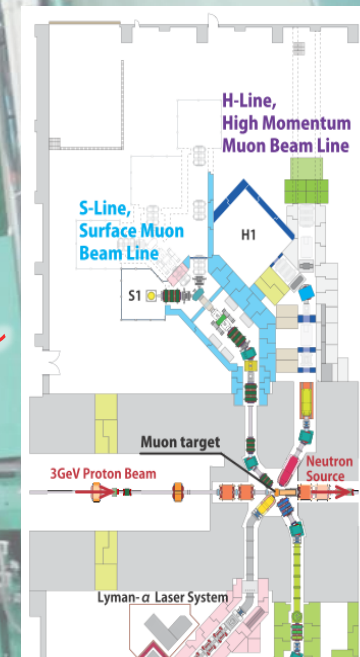 H-Line,
High Momentum
Muon Beam Line
S-Line,
Surface Muon
Beam Line
H1
S1
Muon target
3GeV Proton Beam
Neutron
Source
Lyman-α Laser System